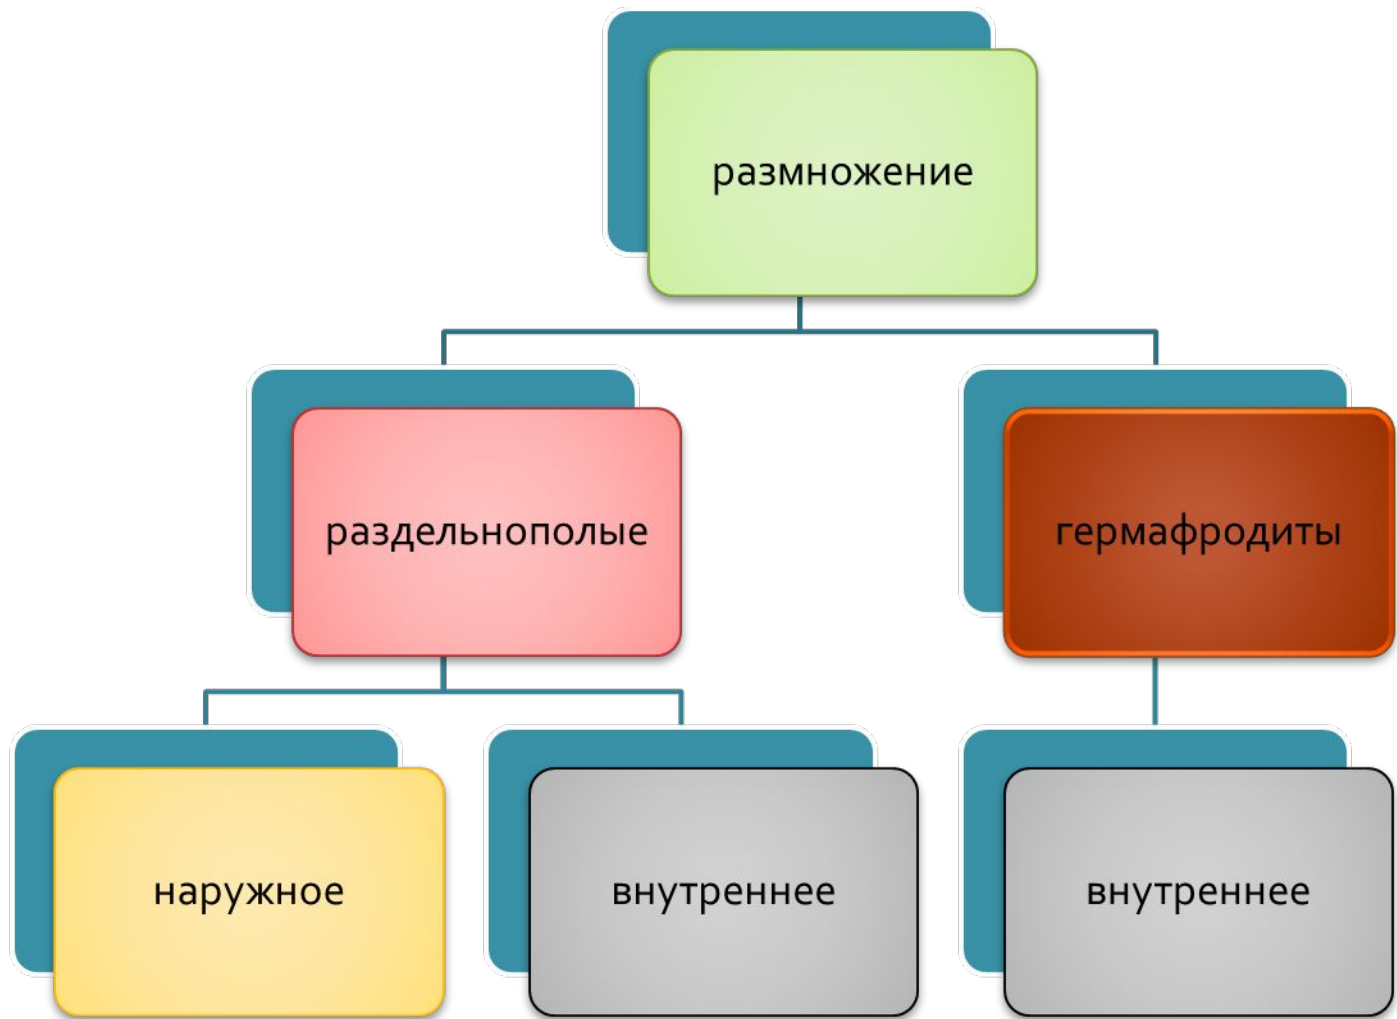 размножение
раздельнополые
гермафродиты
наружное
внутреннее
внутреннее